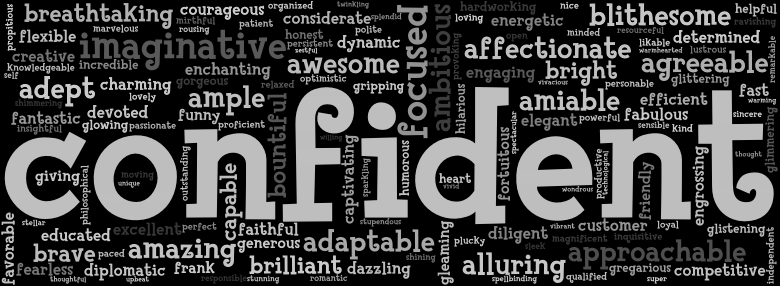 breathtaking
courageous
organized
twinkling
splendid
hardworking
nice
blithesome
helpful
propitious
flexible
marvelous
mirthful
rousing
patient
considerate
honest
polite
focused
ambitious
loving
energetic
open
minded
resourceful
ravishing
creative
imaginative
persistent
zestful
dynamic
provoking
affectionate
likable
warmhearted
determined
lustrous
remarkable
knowledgeable
self
incredible
enchanting
awesome
engaging
bright
agreeable
adept
charming
gorgeous
relaxed
optimistic
gripping
vivacious
personable
glittering
shimmering
lovely
ample
hilarious
amiable
efficient
fast
warming
fantastic
devoted
funny
bountiful
spectacular
elegant
powerful
fabulous
sincere
insightful
glowing
passionate
proficient
willing
sensible
kind
glimmering
confident
giving
philosophical
moving
unique
outstanding
capable
captivating
sparkling
humorous
heart
vivid
fortuitous
wondrous
productive
technological
friendly
engrossing
thought
favorable
stellar
educated
excellent
perfect
faithful
stupendous
gleaming
plucky
diligent
vibrant
customer
loyal
glistening
independent
brave
paced
amazing
generous
adaptable
shining
sleek
magnificent
inquisitive
approachable
fearless
thoughtful
diplomatic
upbeat
frank
responsible
stunning
brilliant
romantic
dazzling
alluring
spellbinding
qualified
gregarious
super
competitive